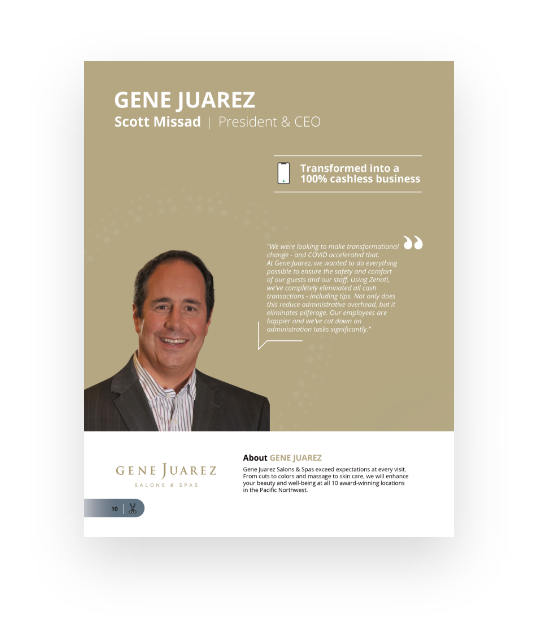 GENE JUAREZ
Scott Missad | President & CEO
Transformed into a
100% cashless business
"We were looking to make transformational
change - and COVID accelerated that.
At Gene Juarez, we wanted to do everything
possible to ensure the safety and comfort
of our guests and our staff. Using Zenoti,
we've completely eliminated all cash
transactions - including tips. Not only does
this reduce administrative overhead, but it
eliminates pilferage. Our employees are
happier and we've cut down on
administration tasks significantly."
GENE JUAREZ
SALONS & SPAS
About GENE JUAREZ
Gene Juarez Salons & Spas exceed expectations at every visit.
From cuts to colors and massage to skin care, we will enhance
your beauty and well-being at all 10 award-winning locations
in the Pacific Northwest.
10